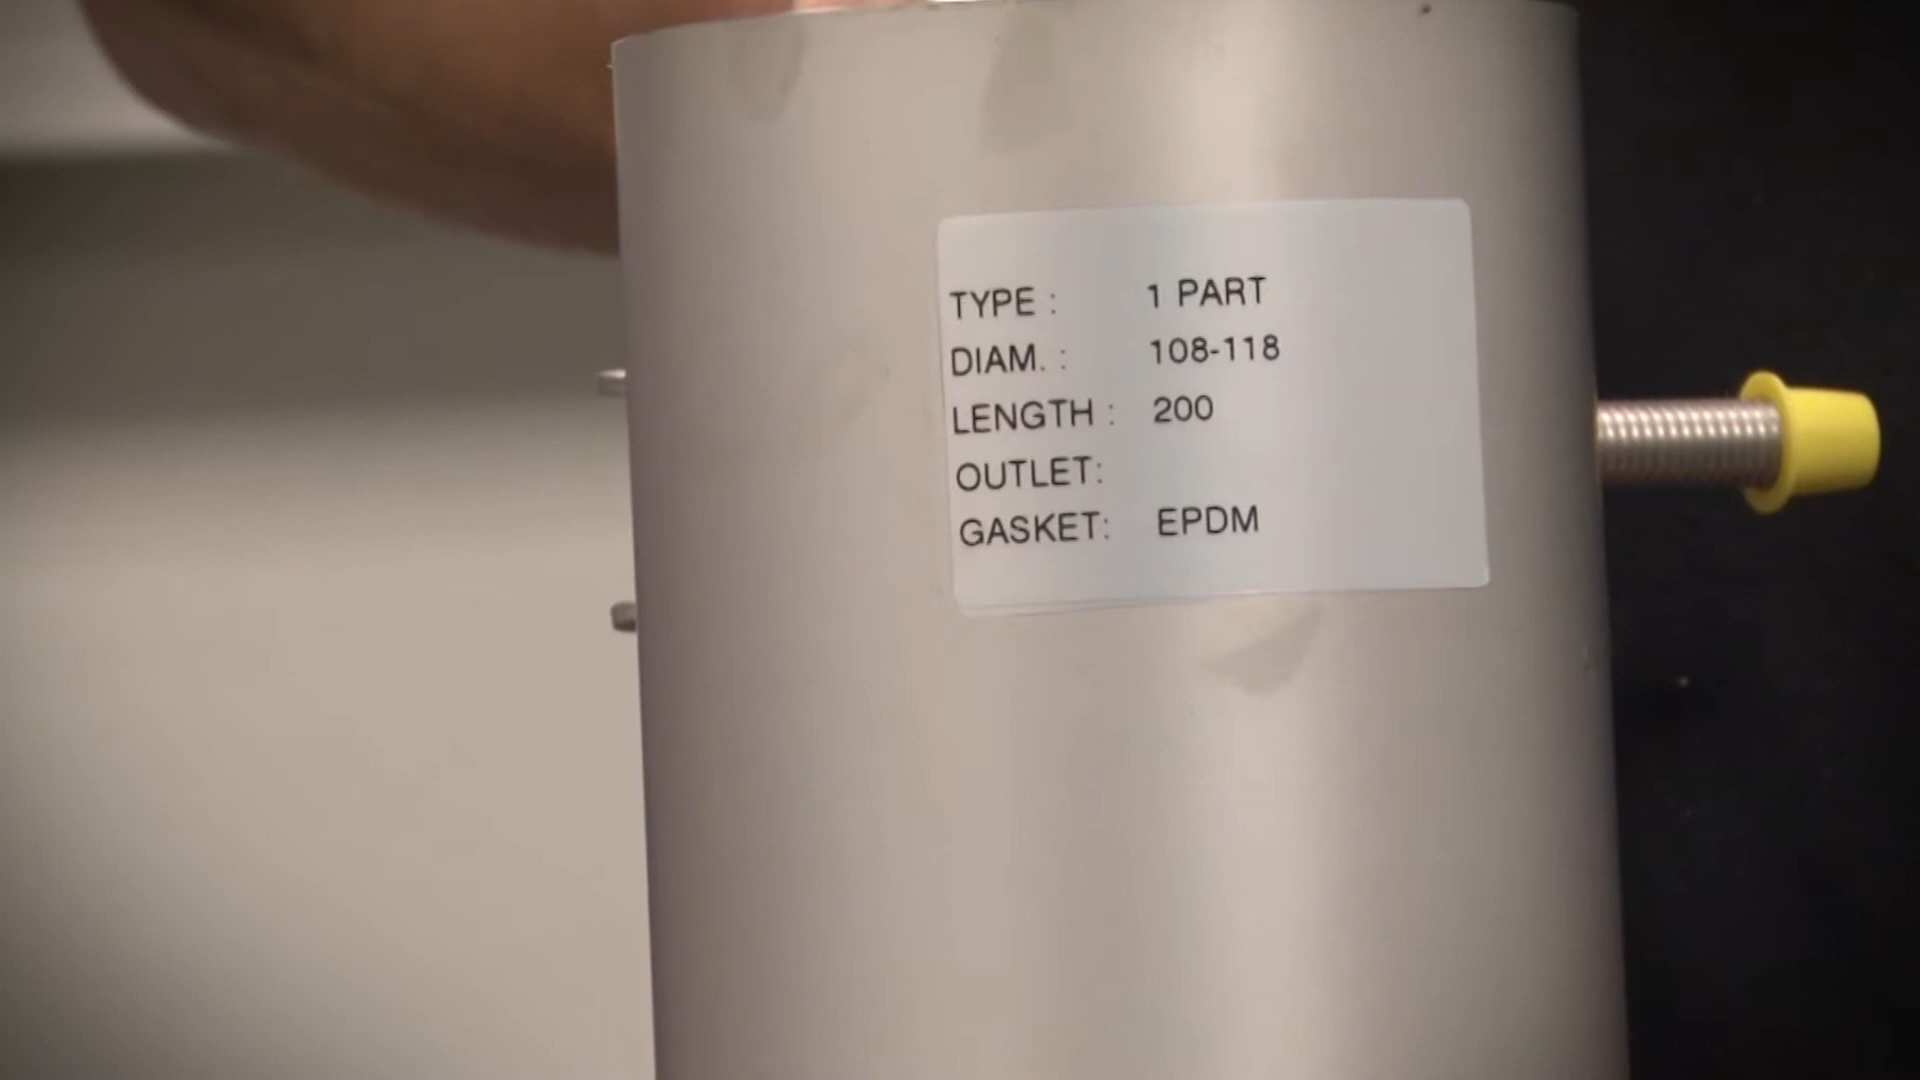 TYPE : 1 PART
DIAM. : 108-118
LENGTH : 200
OUTLET:
GASKET: EPDM